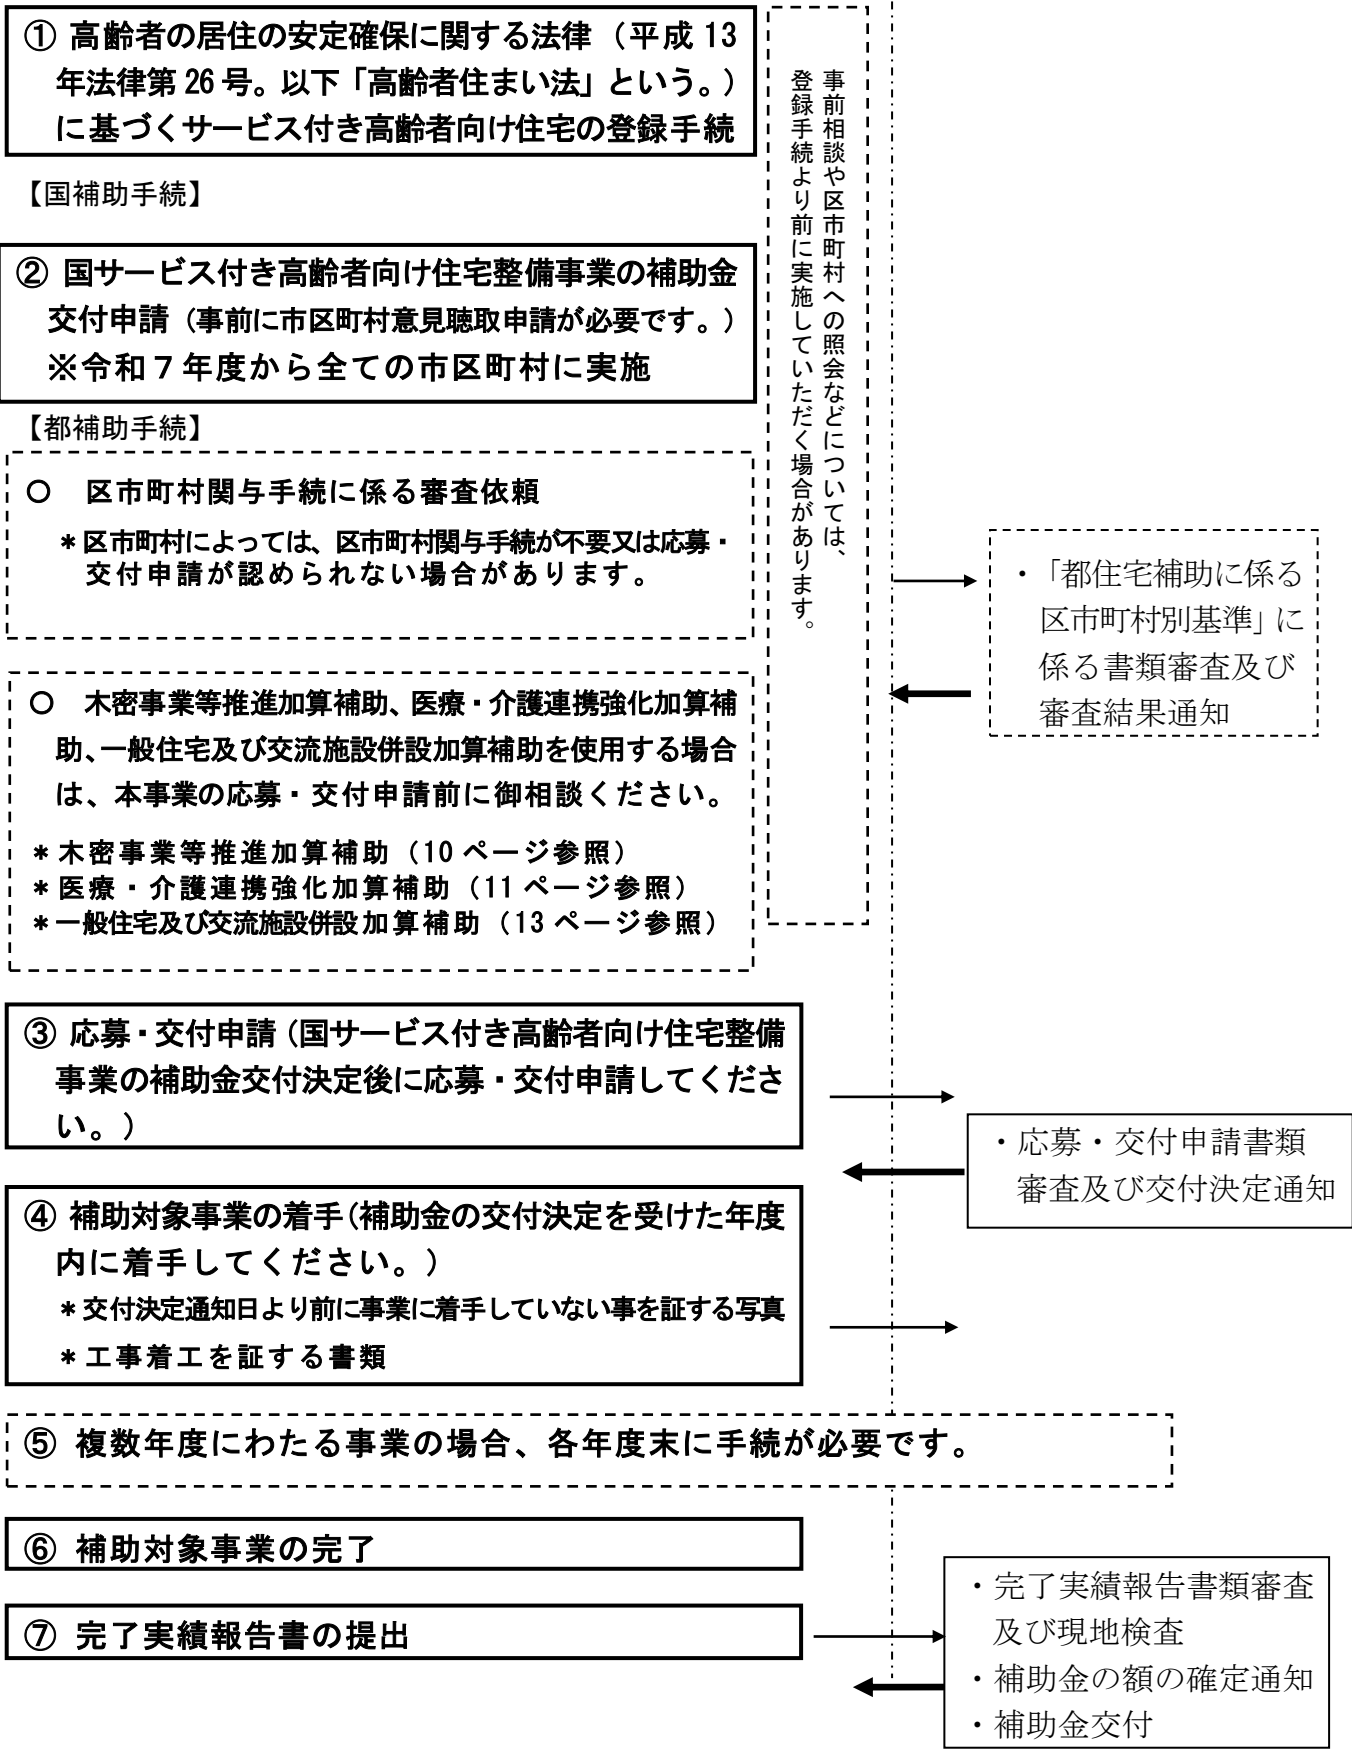 ① 高齢者の居住の安定確保に関する法律（平成 13
年法律第 26 号。以下「高齢者住まい法」という。）
に基づくサービス付き高齢者向け住宅の登録手続
【国補助手続】
② 国サービス付き高齢者向け住宅整備事業の補助金
交付申請（事前に市区町村意見聴取申請が必要です。）
※令和７年度から全ての市区町村に実施
【都補助手続】
○　区市町村関与手続に係る審査依頼
＊区市町村によっては、区市町村関与手続が不要又は応募・
交付申請が認められない場合があります。
○　木密事業等推進加算補助、医療・介護連携強化加算補
助、一般住宅及び交流施設併設加算補助を使用する場合
は、本事業の応募・交付申請前に御相談ください。
＊木密事業等推進加算補助（10 ページ参照）
＊医療・介護連携強化加算補助（11 ページ参照）
＊一般住宅及び交流施設併設加算補助（13 ページ参照）
事前相談や区市町村への照会などについては、
登録手続より前に実施していただく場合があります。
・「都住宅補助に係る
区市町村別基準」に
係る書類審査及び
審査結果通知
③ 応募・交付申請（国サービス付き高齢者向け住宅整備
事業の補助金交付決定後に応募・交付申請してくださ
い。）
・応募・交付申請書類
審査及び交付決定通知
④ 補助対象事業の着手（補助金の交付決定を受けた年度
内に着手してください。）
＊交付決定通知日より前に事業に着手していない事を証する写真
＊工事着工を証する書類
⑤ 複数年度にわたる事業の場合、各年度末に手続が必要です。
⑥ 補助対象事業の完了
⑦ 完了実績報告書の提出
・完了実績報告書類審査
及び現地検査
・補助金の額の確定通知
・補助金交付